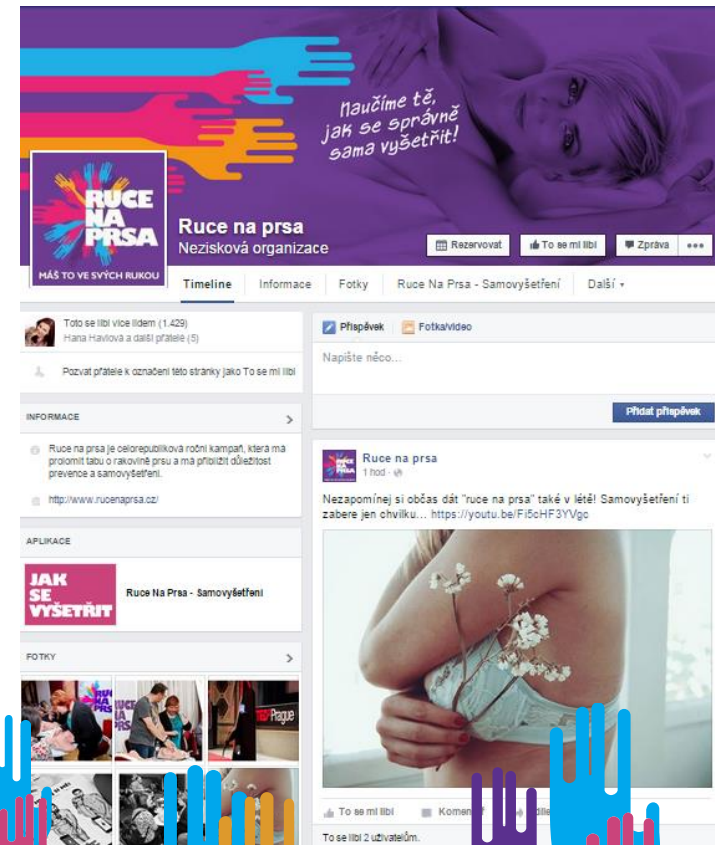 Naučíme tě,
jak se správně
sama vyšetřit!
RUCE
NA
PRSA
MÁŠ TO VE SVÝCH RUKOU
Ruce na prsa
Nezisková organizace
Rezervovat
To se mi líbí
Zpráva
Timeline
Informace
Fotky
Ruce Na Prsa - Samovyšetření
Další
Toto se líbí více lidem (1.429)
Hana Havlová a další přátelé (5)
Pozvat přátele k označení této stránky jako To se mi líbí
INFORMACE
Ruce na prsa je celorepubliková roční kampaň, která má
prolomit tabu o rakovině prsu a má přiblížit důležitost
prevence a samovyšetření.
http://www.rucenaprsa.cz/
APLIKACE
JAK
SE
VYŠETŘIT
Ruce Na Prsa - Samovyšetření
FOTKY
Prague
Příspěvek
Fotka/video
Napište něco...
Přidat příspěvek
Ruce na prsa
1 hod
Nezapomínej si občas dát "ruce na prsa" také v létě! Samovyšetření ti
zabere jen chvilku... https://youtu.be/Fi5cHF3YVgc
To se mi líbí
To se líbí 2 uživatelům.